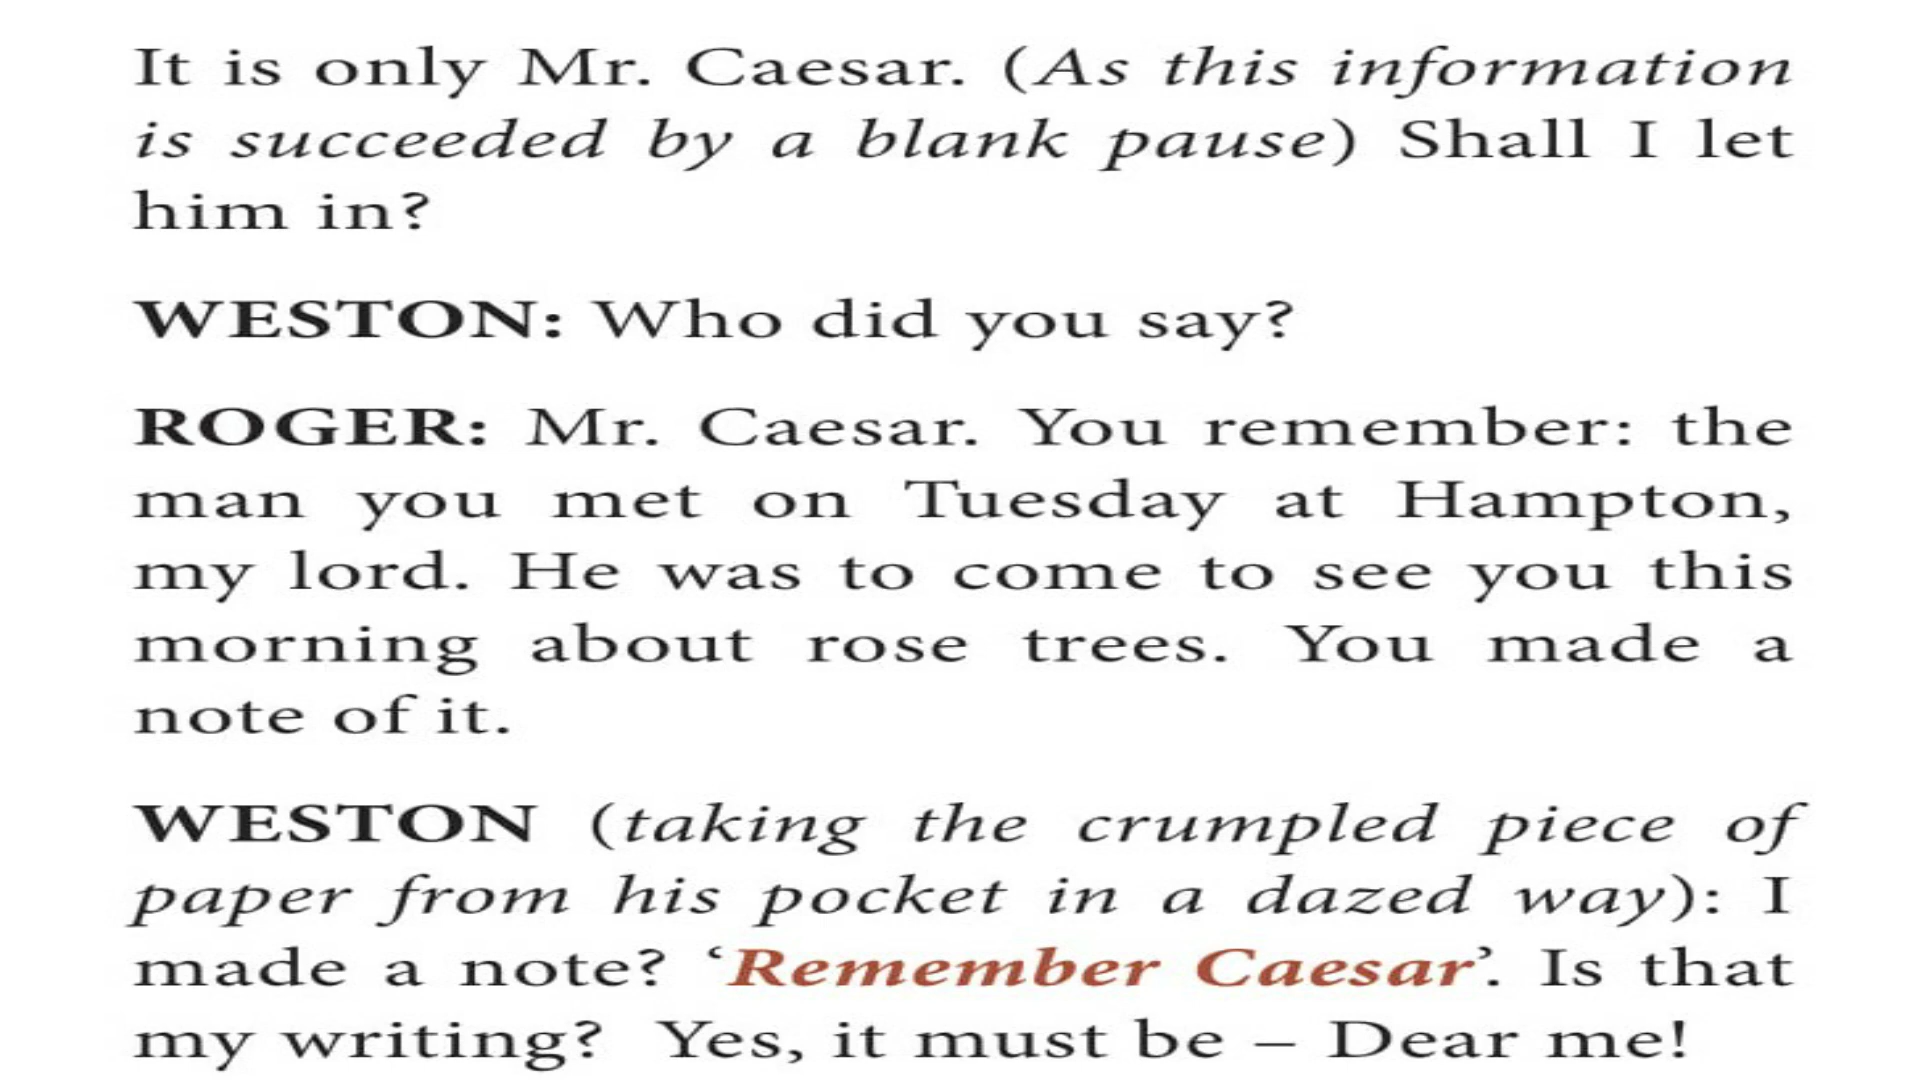 It is only Mr. Caesar. (As this information
is succeeded by a blank pause) Shall I let
him in?
WESTON: Who did you say?
ROGER: Mr. Caesar. You remember: the
man you met on Tuesday at Hampton,
my lord. He was to come to see you this
morning about rose trees. You made a
note of it.
WESTON (taking the crumpled piece of
paper from his pocket in a dazed way): I
made a note? ‘Remember Caesar’. Is that
my writing? Yes, it must be – Dear me!